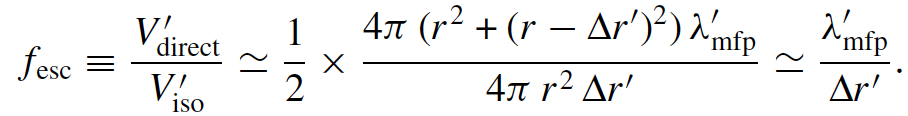 f_esc ≡ V′_direct / V′_iso ≃ 1/2 × 4π (r² + (r − Δr′)²) λ′_mfp / 4π r² Δr′ ≃ λ′_mfp / Δr′.